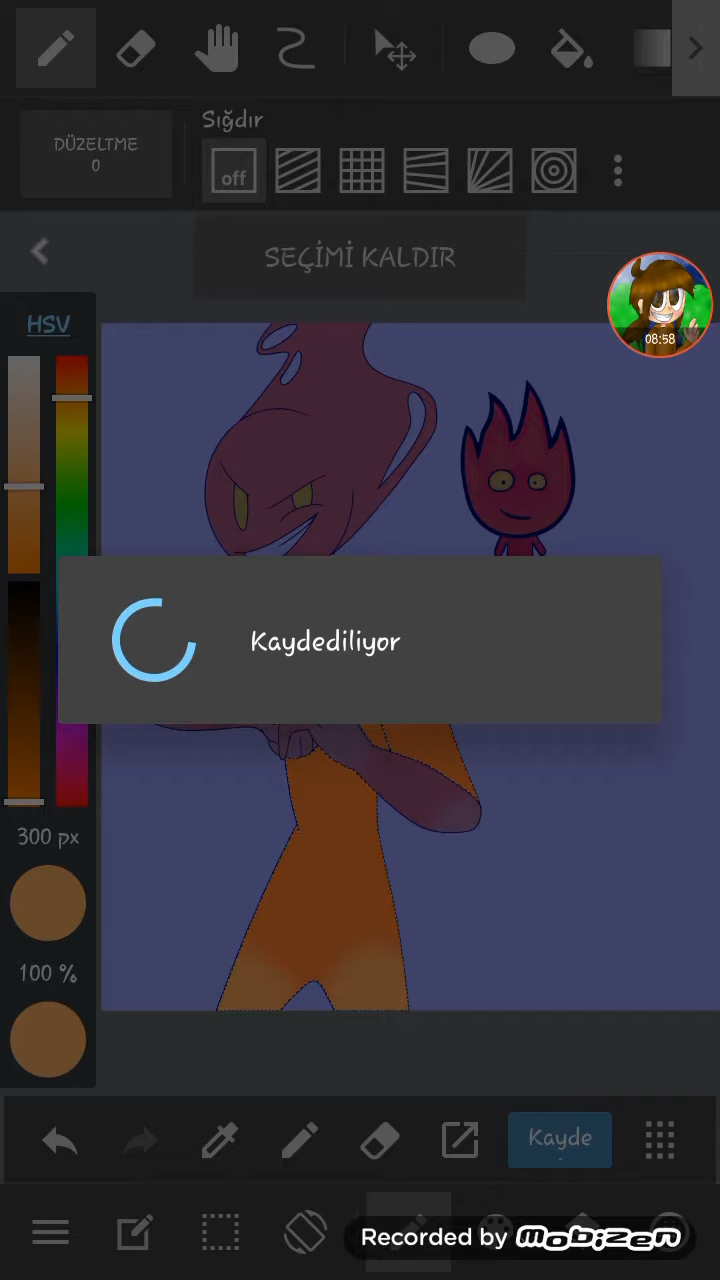 Sığdır
DÜZELTME
0
off
SEÇİMİ KALDIR
HSV
08:58
Kaydediliyor
300 px
100 %
Kayde
Recorded by mobizen